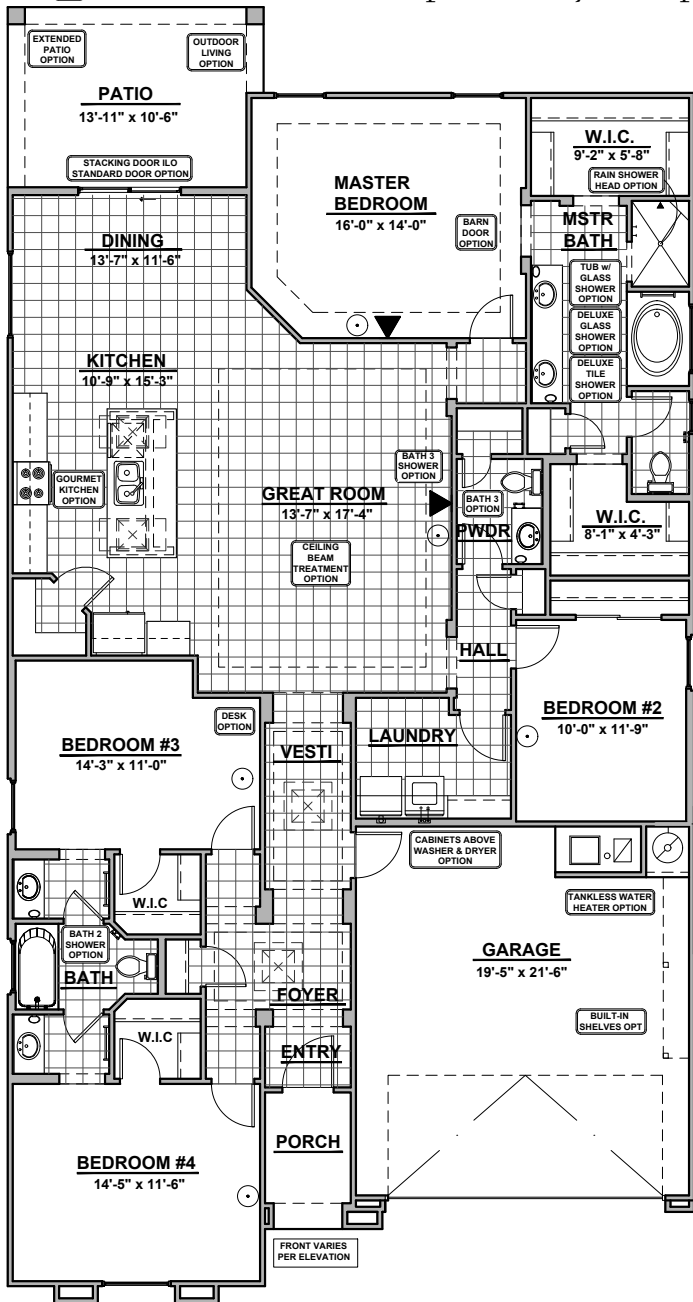 EXTENDED
PATIO
OPTION
OUTDOOR
LIVING
OPTION
PATIO
13'-11" x 10'-6"
STACKING DOOR ILO
STANDARD DOOR OPTION
W.I.C.
9'-2" x 5'-8"
RAIN SHOWER
HEAD OPTION
MASTER
BEDROOM
16'-0" x 14'-0"
BARN
DOOR
OPTION
MSTR
BATH
TUB w/
GLASS
SHOWER
OPTION
DELUXE
GLASS
SHOWER
OPTION
DELUXE
TILE
SHOWER
OPTION
DINING
13'-7" x 11'-6"
KITCHEN
10'-9" x 15'-3"
GOURMET
KITCHEN
OPTION
GREAT ROOM
13'-7" x 17'-4"
CEILING
BEAM
TREATMENT
OPTION
BATH 3
SHOWER
OPTION
BATH 3
OPTION
PWDR
W.I.C.
8'-1" x 4'-3"
HALL
BEDROOM #2
10'-0" x 11'-9"
LAUNDRY
DESK
OPTION
BEDROOM #3
14'-3" x 11'-0"
VESTI
CABINETS ABOVE
WASHER & DRYER
OPTION
W.I.C
TANKLESS WATER
HEATER OPTION
BATH 2
SHOWER
OPTION
BATH
GARAGE
19'-5" x 21'-6"
FOYER
BUILT-IN
SHELVES OPT
W.I.C
ENTRY
PORCH
BEDROOM #4
14'-5" x 11'-6"
FRONT VARIES
PER ELEVATION